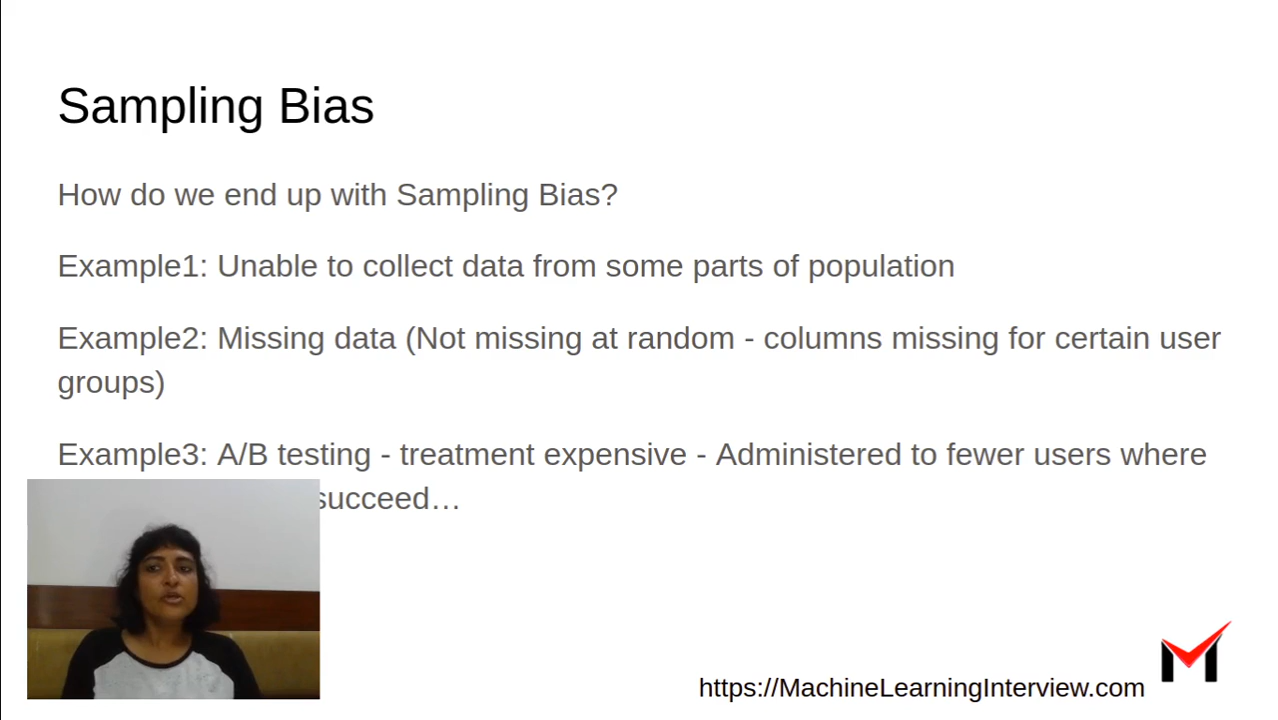 Sampling Bias
How do we end up with Sampling Bias?
Example1: Unable to collect data from some parts of population
Example2: Missing data (Not missing at random - columns missing for certain user
groups)
Example3: A/B testing - treatment expensive - Administered to fewer users where
succeed…
https://MachineLearningInterview.com